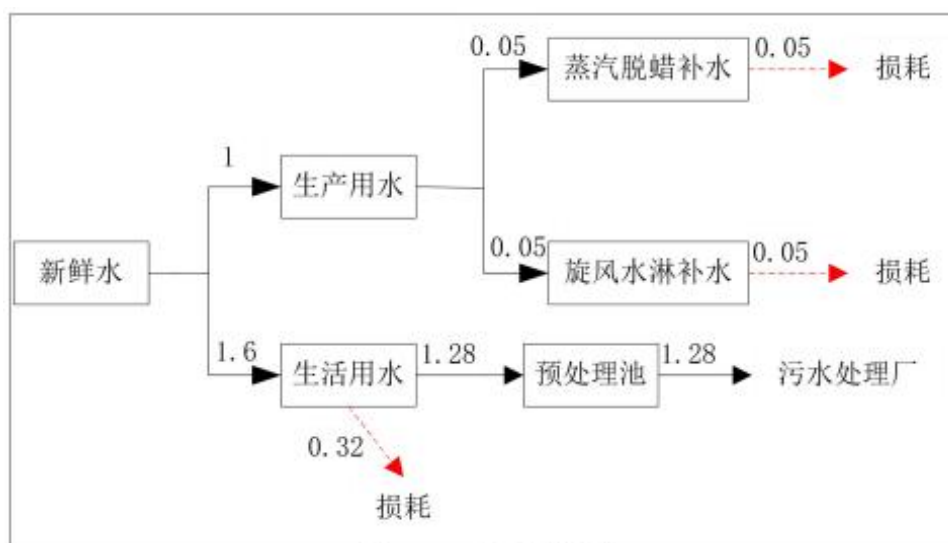 0.05
蒸汽脱蜡补水
0.05
损耗
1
生产用水
新鲜水
0.05
旋风水淋补水
0.05
损耗
1.6
生活用水
1.28
预处理池
1.28
污水处理厂
0.32
损耗